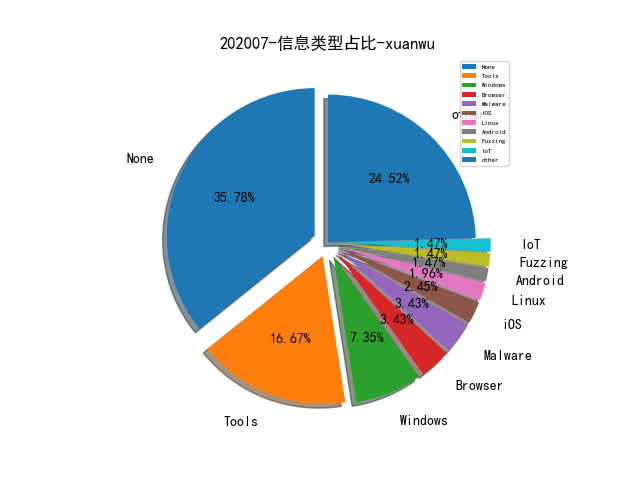 202007-信息类型占比-xuanwu
None
Tools
Windows
Browser
Malware
iOS
Linux
Android
Fuzzing
IoT
other
other
24.52%
None
35.78%
1.47%
IoT
1.47%
Fuzzing
1.47%
Android
1.96%
Linux
2.45%
iOS
3.43%
Malware
3.43%
Browser
7.35%
Windows
16.67%
Tools